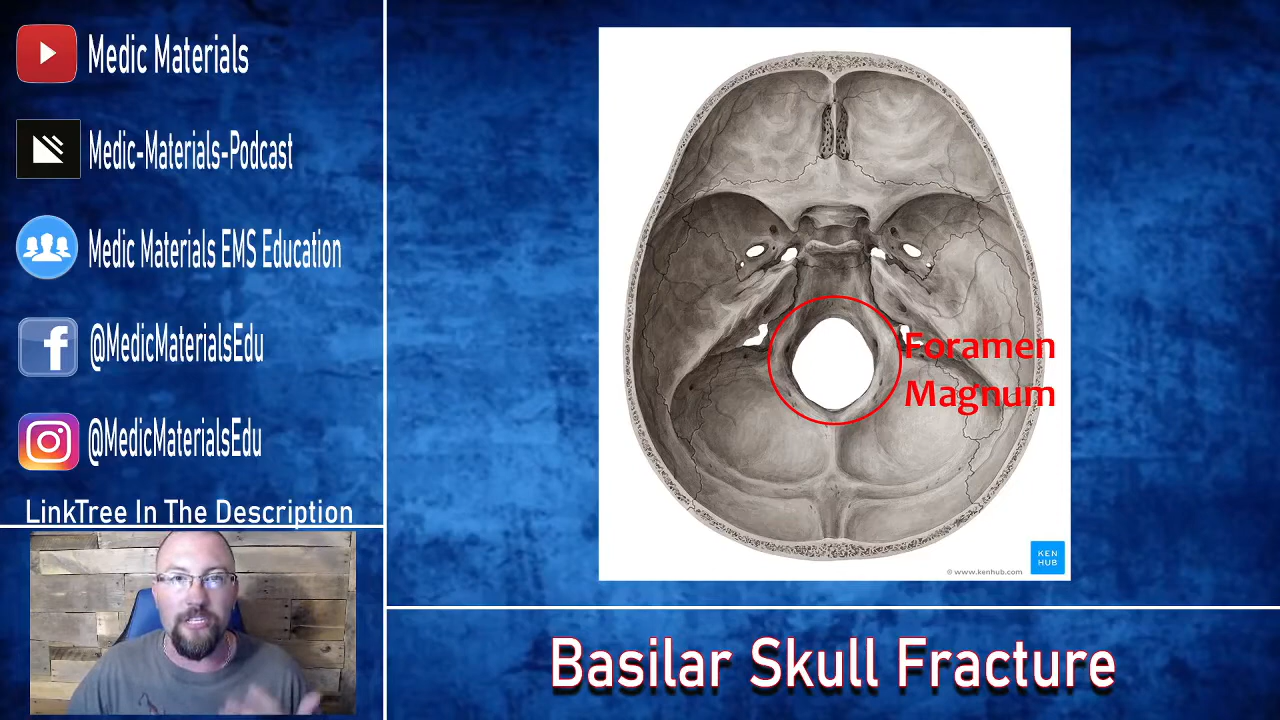 Medic Materials
Medic-Materials-Podcast
Medic Materials EMS Education
f
@MedicMaterialsEdu
@MedicMaterialsEdu
LinkTree In The Description
Foramen
Magnum
KEN
HUB
© www.kenhub.com
Basilar Skull Fracture